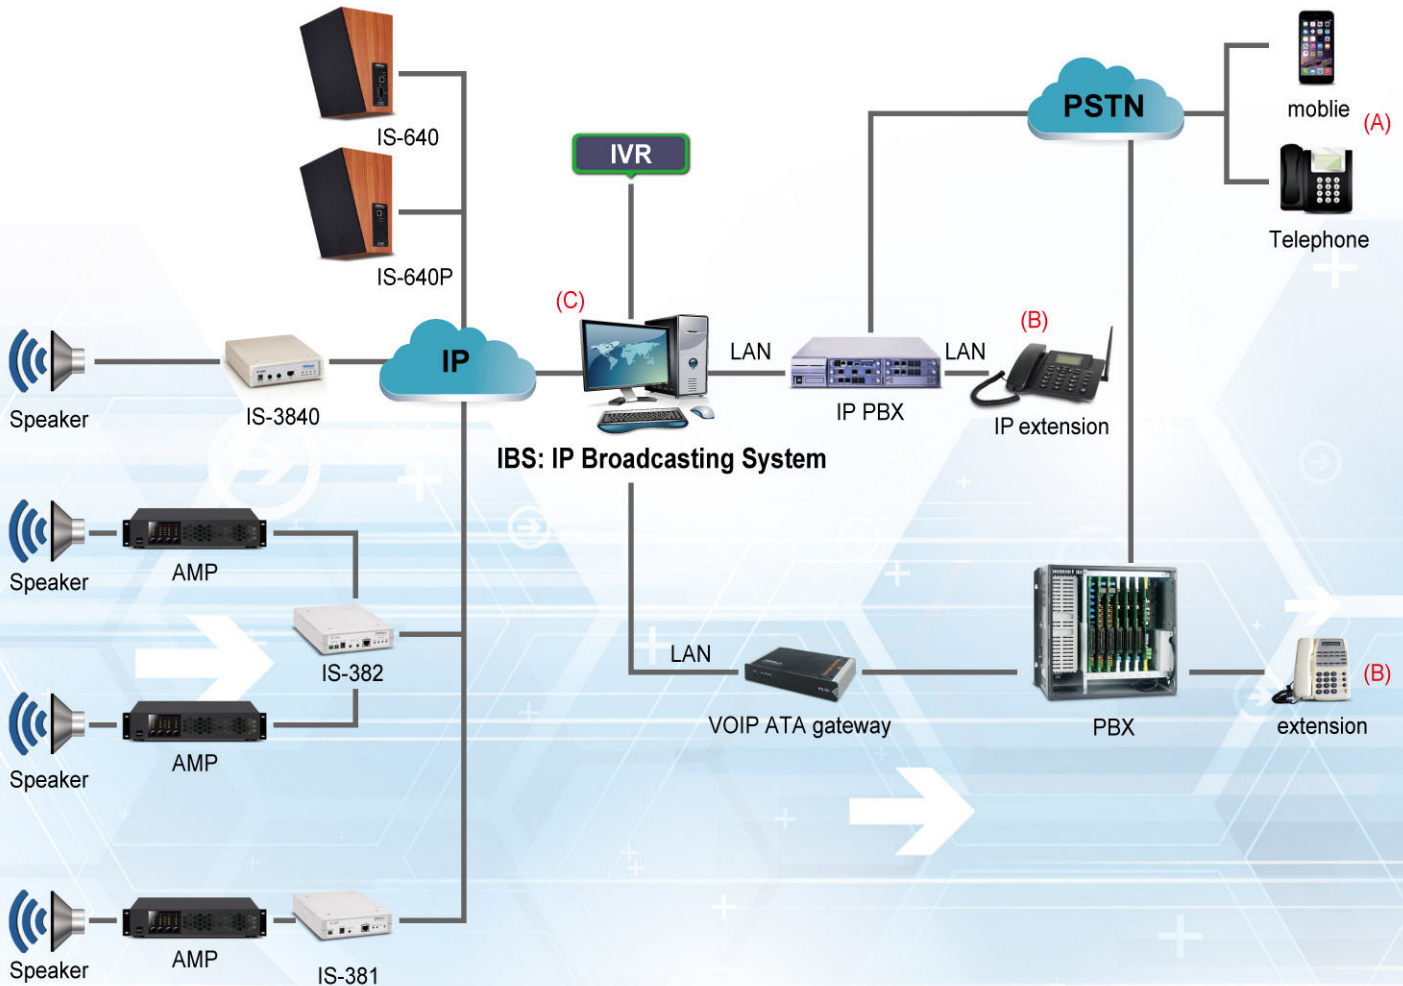 IS-640
IS-640P
IVR
PSTN
moblie
(A)
Telephone
(C)
(B)
IP
LAN
LAN
Speaker
IS-3840
IP PBX
IP extension
IBS: IP Broadcasting System
Speaker
AMP
IS-382
LAN
Speaker
AMP
VOIP ATA gateway
PBX
extension
(B)
Speaker
AMP
IS-381